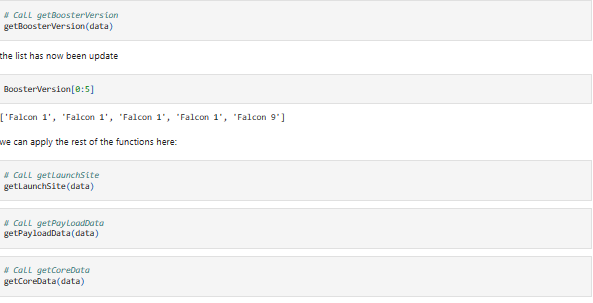 # Call getBoosterVersion
getBoosterVersion(data)
the list has now been update
BoosterVersion[0:5]
['Falcon 1', 'Falcon 1', 'Falcon 1', 'Falcon 1', 'Falcon 9']
we can apply the rest of the functions here:
# Call getLaunchSite
getLaunchSite(data)
# Call getPayloadData
getPayloadData(data)
# Call getCoreData
getCoreData(data)